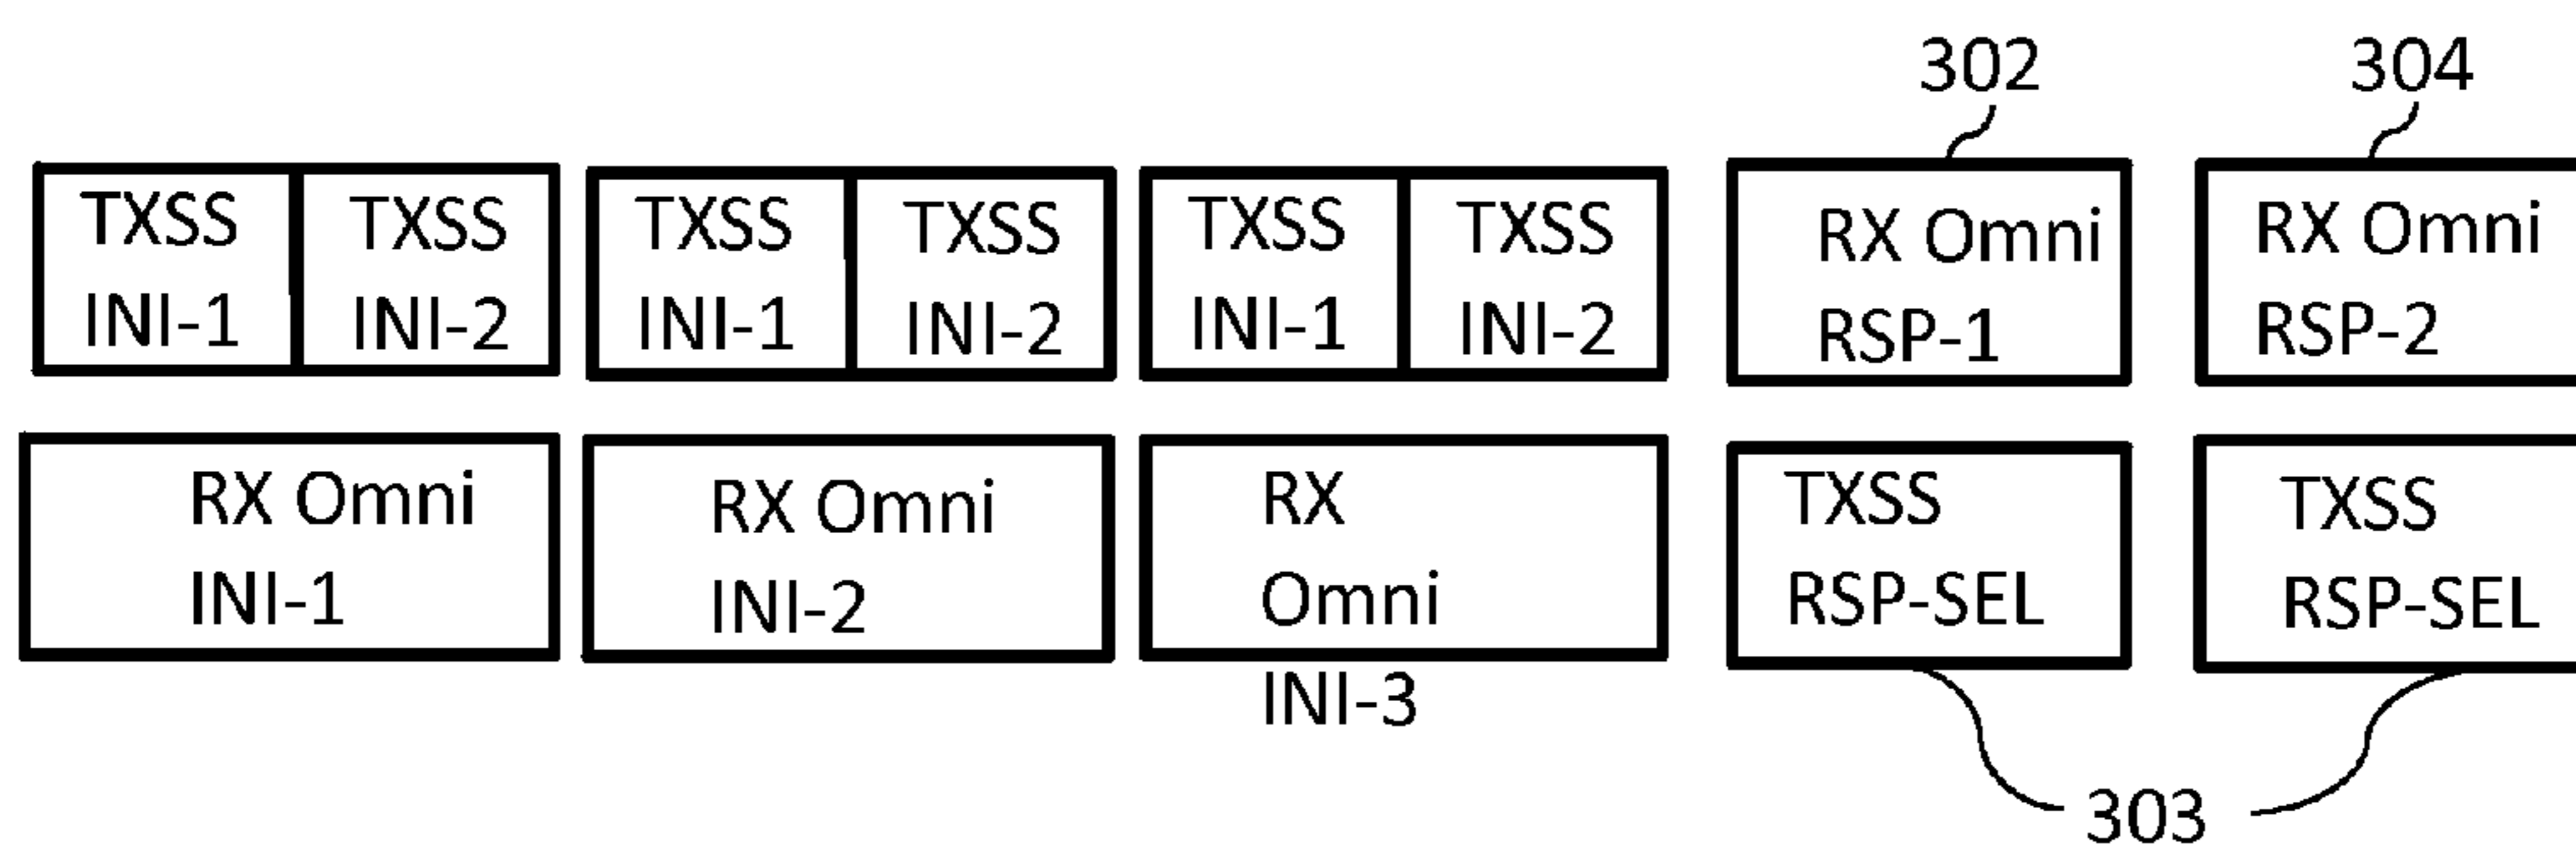 302
304
TXSS
INI-1
TXSS
INI-2
TXSS
INI-1
TXSS
INI-2
TXSS
INI-1
TXSS
INI-2
RX Omni
RSP-1
RX Omni
RSP-2
RX Omni
INI-1
RX Omni
INI-2
RX
Omni
INI-3
TXSS
RSP-SEL
TXSS
RSP-SEL
303